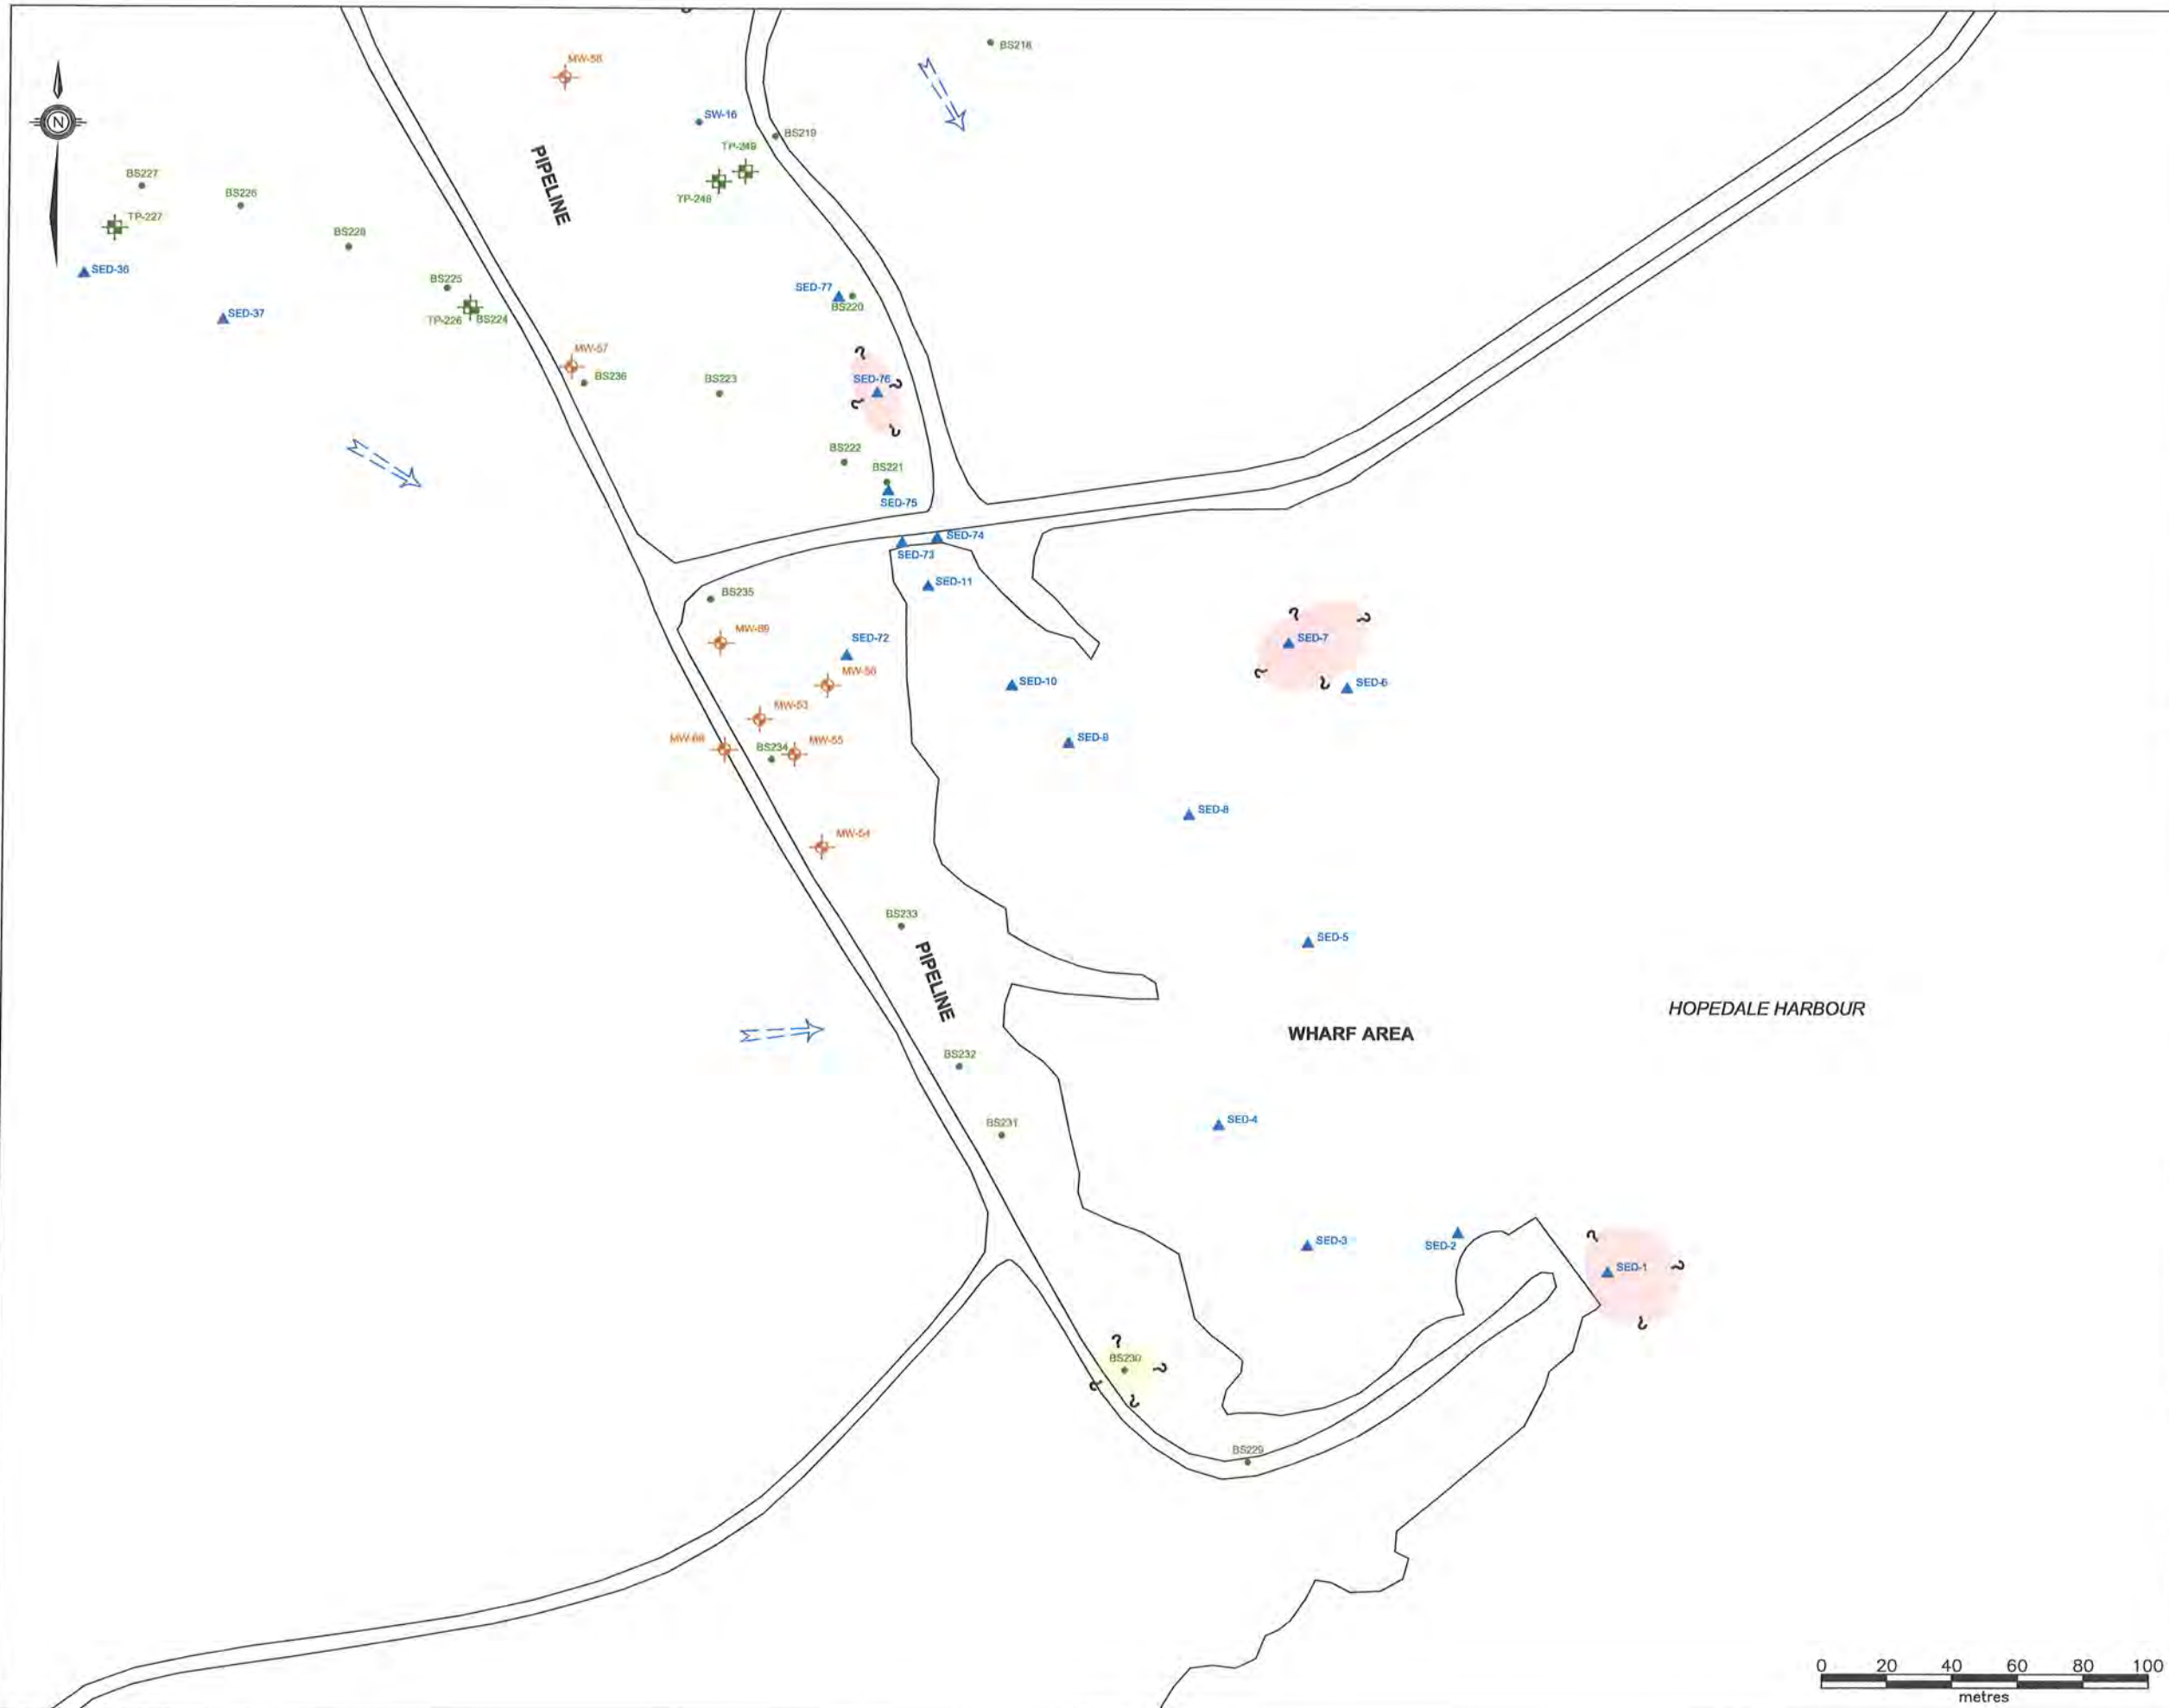 BS218
MW-58
SW-16
BS219
N
TP-249
PIPELINE
BS227
TP-248
BS226
TP-227
BS228
SED-36
BS225
SED-77
BS220
SED-37
TP-226
BS224
MW-57
BS236
BS223
SED-76
BS222
BS221
SED-75
SED-74
SED-73
SED-11
BS235
MW-69
SED-72
SED-7
MW-56
SED-10
SED-6
MW-53
SED-9
MW-68
BS234
MW-55
SED-8
MW-54
BS233
SED-5
PIPELINE
HOPEDALE HARBOUR
WHARF AREA
BS232
SED-4
BS231
SED-3
SED-2
SED-1
BS230
BS229
? ? ? ?
? ? ? ?
? ? ?
? ? ? ?
0 20 40 60 80 100
metres